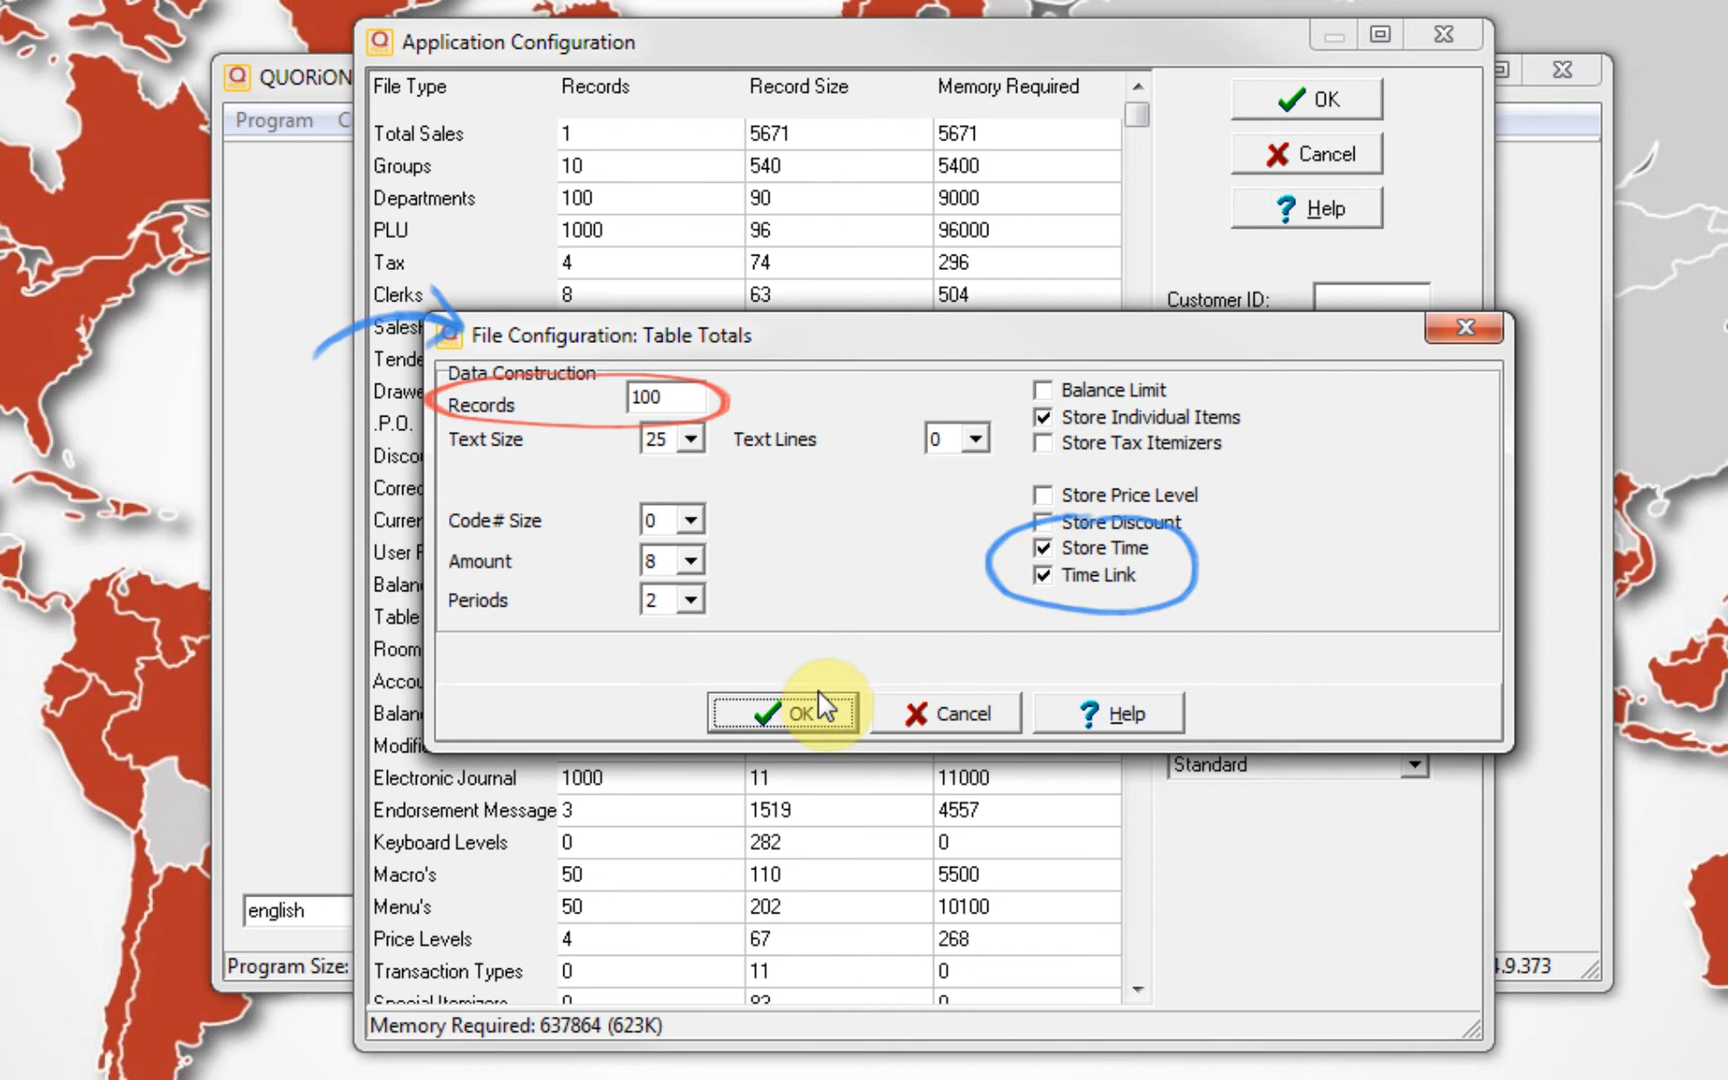 Application Configuration
QUORiON
Program
File Type Records Record Size Memory Required
Total Sales 1 5671 5671
Groups 10 540 5400
Departments 100 90 9000
PLU 1000 96 96000
Tax 4 74 296
Clerks 8 63 504
OK
Cancel
Help
Customer ID:
File Configuration: Table Totals
Data Construction
Records 100
Text Size 25 Text Lines 0
Code# Size 0
Amount 8
Periods 2
Balance Limit
Store Individual Items
Store Tax Itemizers
Store Price Level
Store Discount
Store Time
Time Link
OK Cancel Help
.P.O.
Table
Room
Standard
Electronic Journal 1000 11 11000
Endorsement Message 3 1519 4557
Keyboard Levels 0 282 0
Macro's 50 110 5500
Menu's 50 202 10100
Price Levels 4 67 268
Transaction Types 0 11 0
english
Program Size:
.9.373
Memory Required: 637864 (623K)